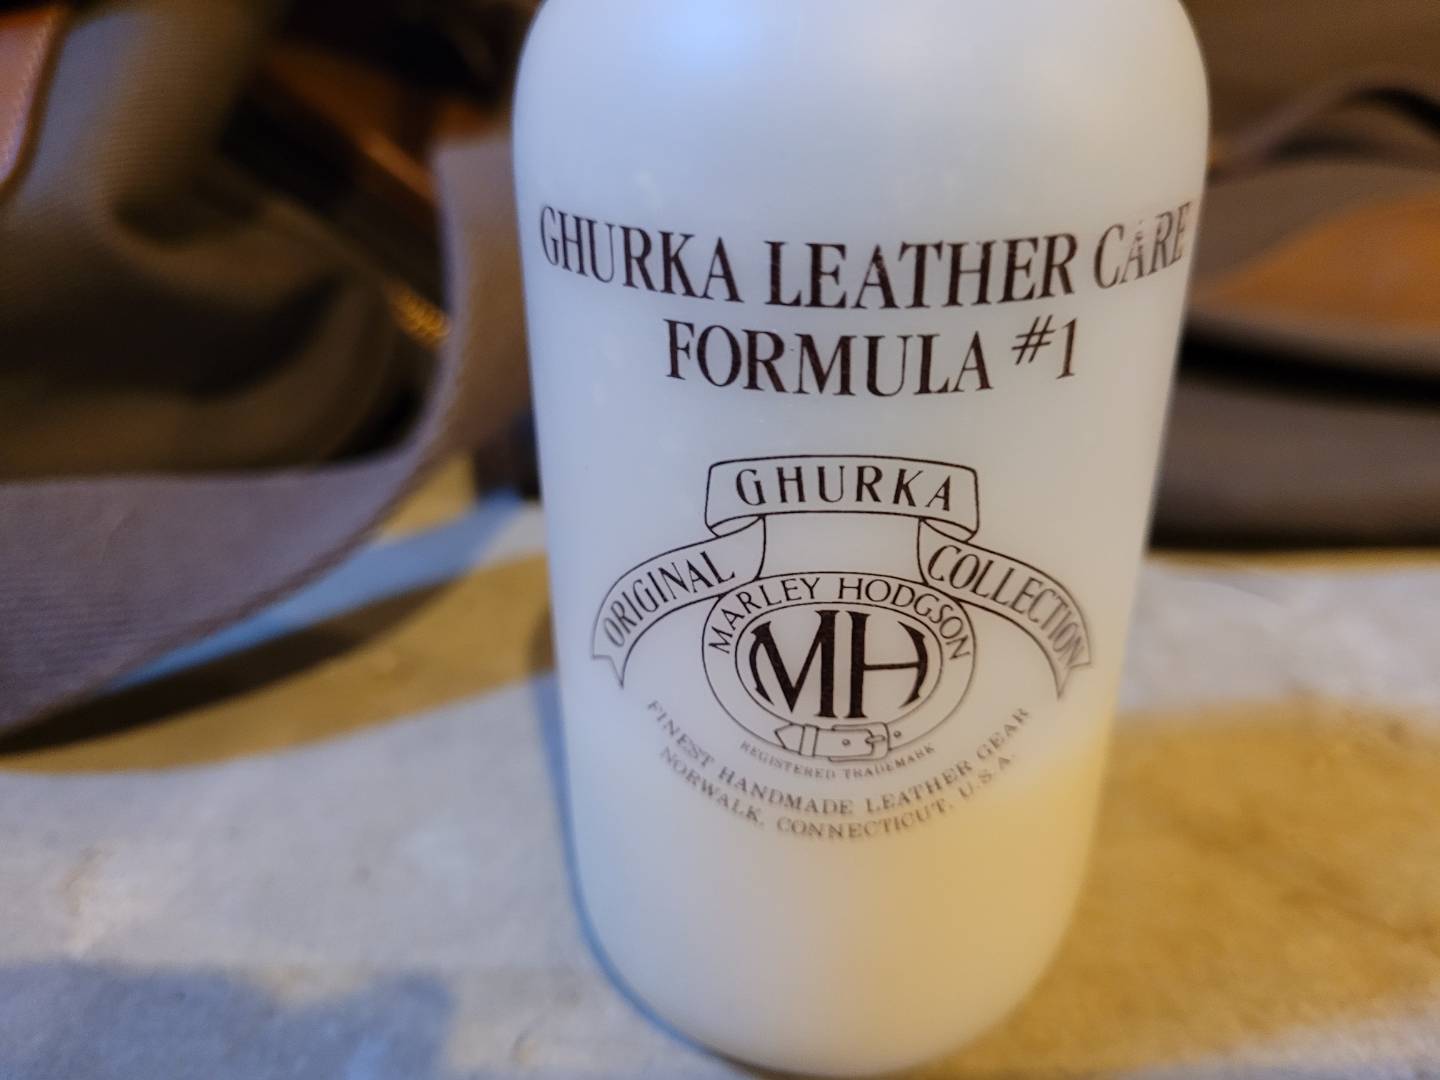 GHURKA LEATHER CARE
FORMULA #1
GHURKA
ORIGINAL COLLECTION
MARLEY HODGSON
MH
REGISTERED TRADEMARK
FINEST HANDMADE LEATHER GEAR
NORWALK, CONNECTICUT, U.S.A.